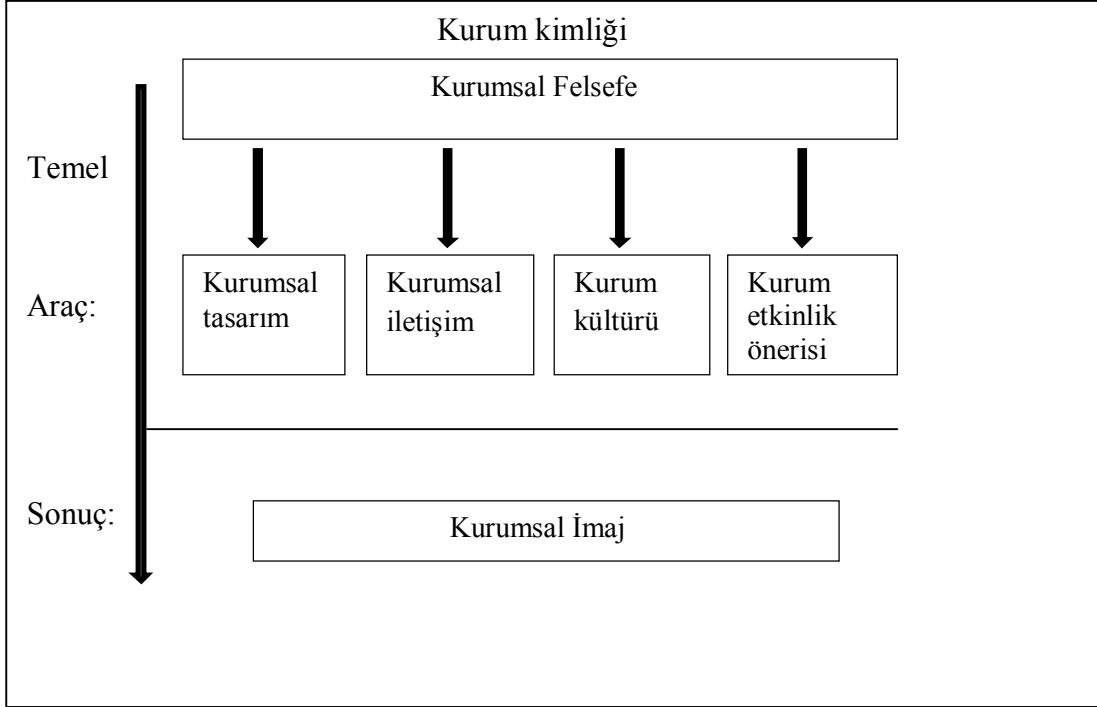 Kurum kimliği
Kurumsal Felsefe
Temel
Araç:
Kurumsal
tasarım
Kurumsal
iletişim
Kurum
kültürü
Kurum
etkinlik
önerisi
Sonuç:
Kurumsal İmaj